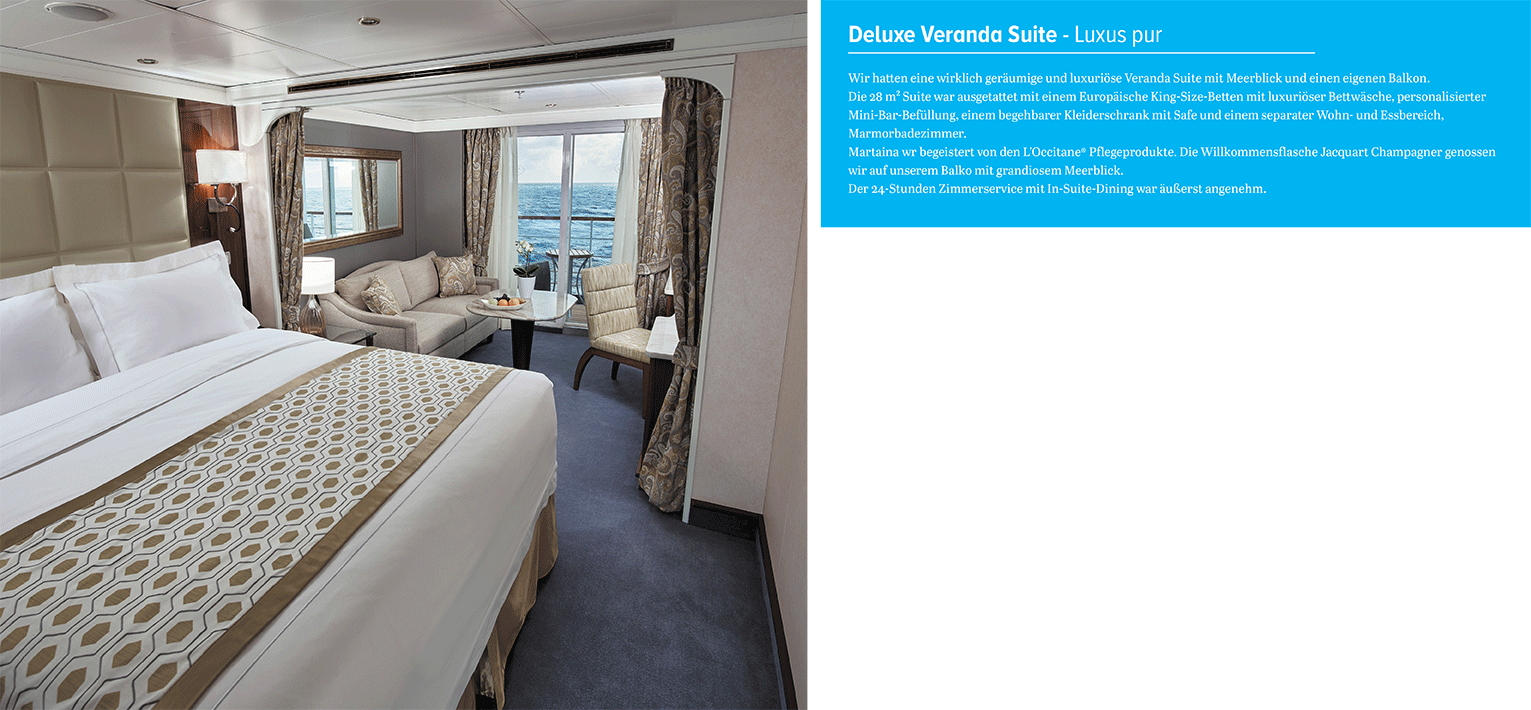 Deluxe Veranda Suite - Luxus pur
Wir hatten eine wirklich geräumige und luxuriöse Veranda Suite mit Meerblick und einen eigenen Balkon.
Die 28 m² Suite war ausgetattet mit einem Europäische King-Size-Betten mit luxuriöser Bettwäsche, personalisierter
Mini-Bar-Befüllung, einem begehbarer Kleiderschrank mit Safe und einem separater Wohn- und Essbereich,
Marmorbadezimmer.
Martaina wr begeistert von den L'Occitane® Pflegeprodukte. Die Willkommensflasche Jacquart Champagner genossen
wir auf unserem Balko mit grandiosem Meerblick.
Der 24-Stunden Zimmerservice mit In-Suite-Dining war äußerst angenehm.